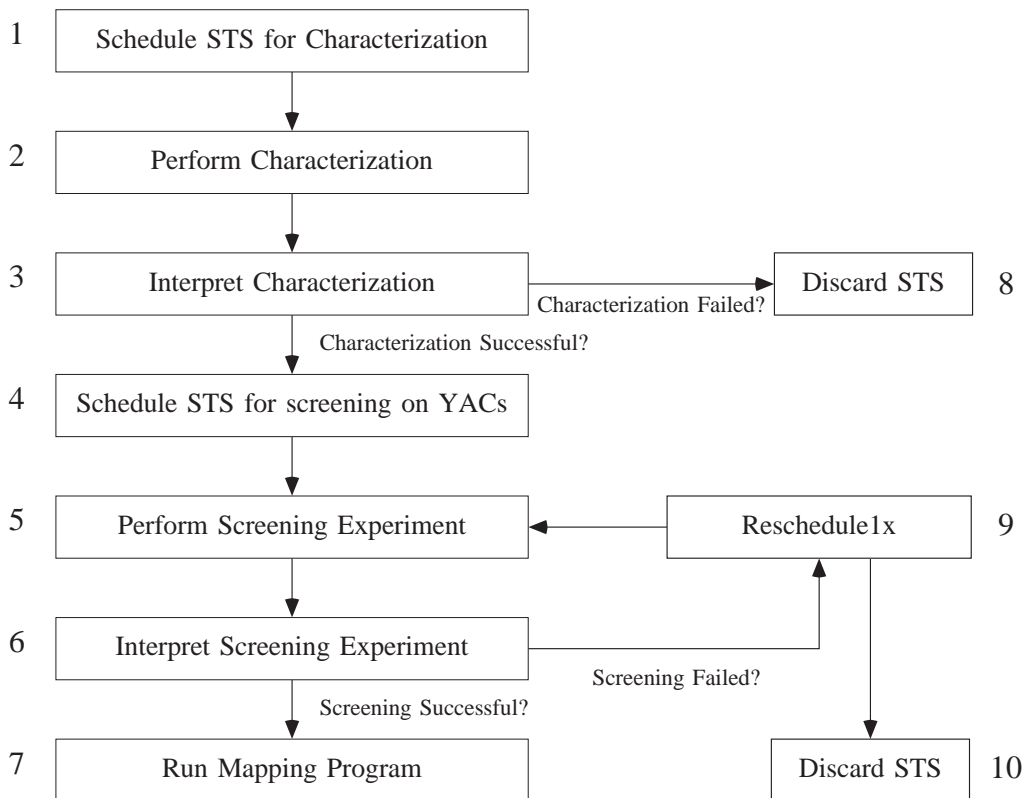 1 Schedule STS for Characterization
2 Perform Characterization
3 Interpret Characterization
Characterization Failed?
Discard STS 8
Characterization Successful?
4 Schedule STS for screening on YACs
5 Perform Screening Experiment
Reschedule1x 9
6 Interpret Screening Experiment
Screening Failed?
Screening Successful?
7 Run Mapping Program
Discard STS 10